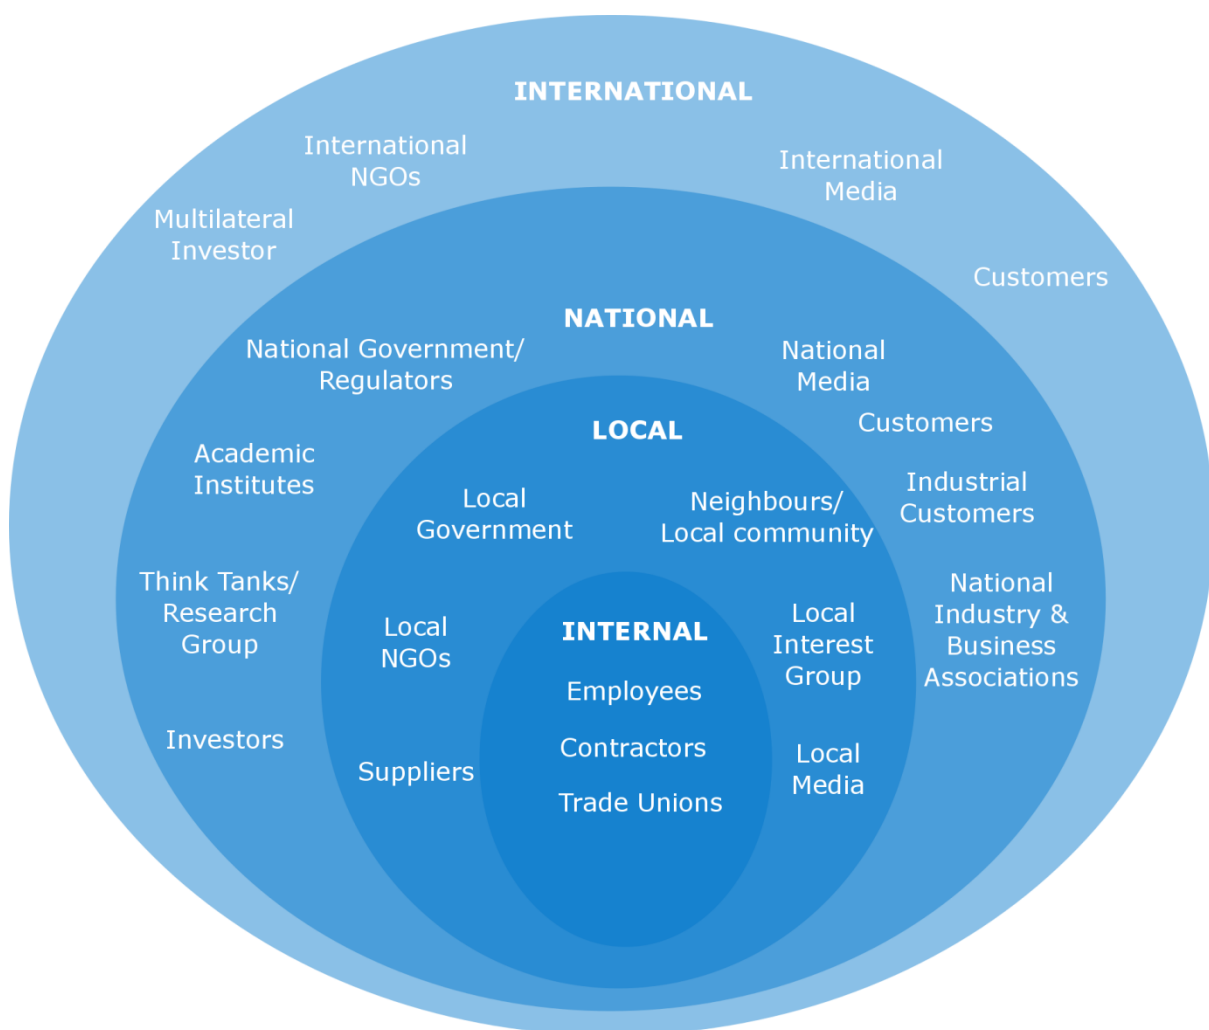 INTERNATIONAL
International
NGOs
International
Media
Multilateral
Investor
Customers
NATIONAL
National Government/
Regulators
National
Media
Customers
Academic
Institutes
Industrial
Customers
Think Tanks/
Research
Group
National
Industry &
Business
Associations
Investors
LOCAL
Local
Government
Neighbours/
Local community
Local
NGOs
Local
Interest
Group
Suppliers
Local
Media
INTERNAL
Employees
Contractors
Trade Unions